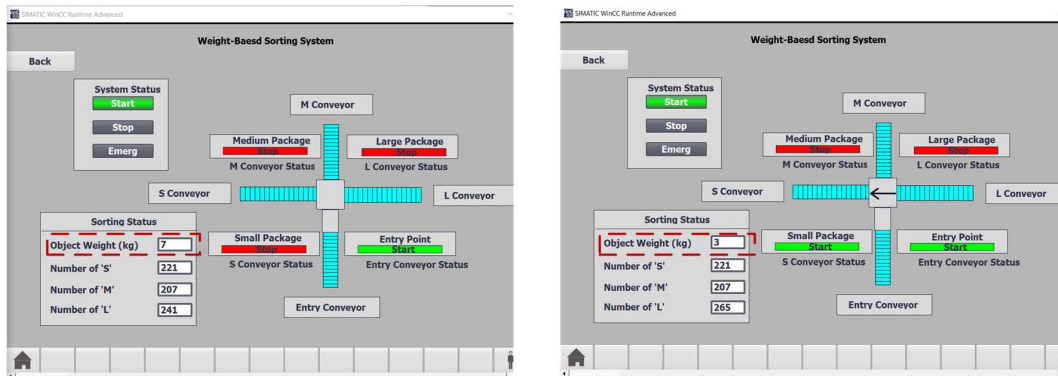 SIMATIC WinCC Runtime Advanced
Weight-Baesd Sorting System
Back
System Status
Start
Stop
Emerg
M Conveyor
Medium Package
Stop
M Conveyor Status
Large Package
Stop
L Conveyor Status
S Conveyor
L Conveyor
Sorting Status
Object Weight (kg) 7
Number of 'S' 221
Number of 'M' 207
Number of 'L' 241
Small Package
Stop
S Conveyor Status
Entry Point
Start
Entry Conveyor Status
Entry Conveyor
SIMATIC WinCC Runtime Advanced
Weight-Baesd Sorting System
Back
System Status
Start
Stop
Emerg
M Conveyor
Medium Package
Stop
M Conveyor Status
Large Package
Stop
L Conveyor Status
S Conveyor
L Conveyor
Sorting Status
Object Weight (kg) 3
Number of 'S' 221
Number of 'M' 207
Number of 'L' 265
Small Package
Start
S Conveyor Status
Entry Point
Start
Entry Conveyor Status
Entry Conveyor